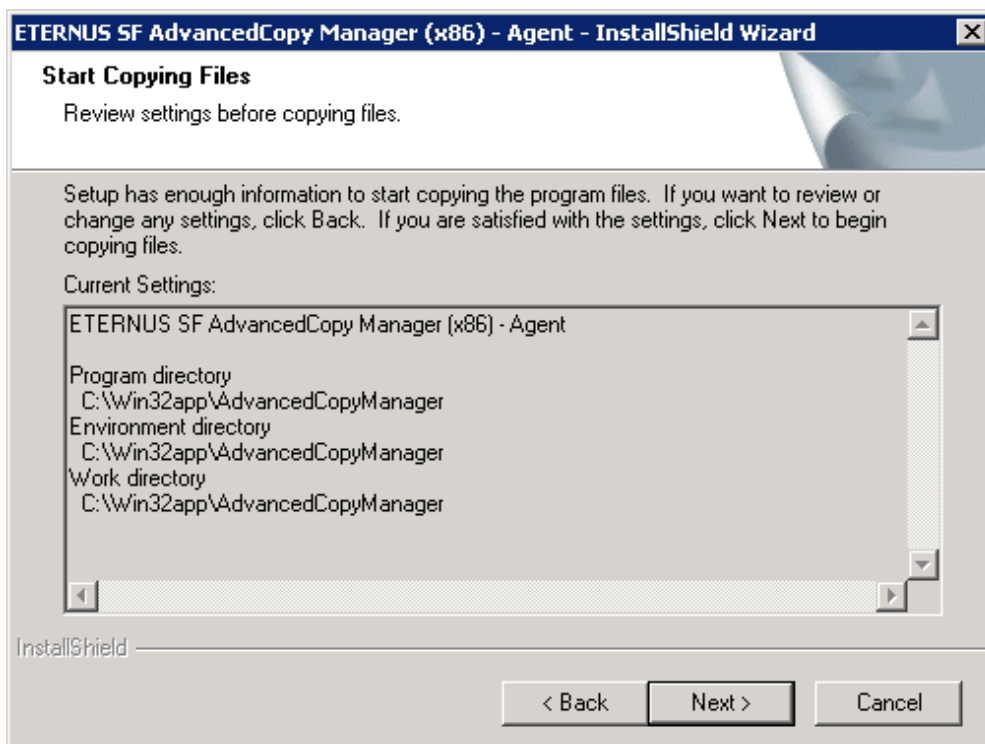 ETERNUS SF AdvancedCopy Manager (x86) - Agent - InstallShield Wizard
Start Copying Files
Review settings before copying files.
Setup has enough information to start copying the program files.  If you want to review or
change any settings, click Back.  If you are satisfied with the settings, click Next to begin
copying files.
Current Settings:
ETERNUS SF AdvancedCopy Manager (x86) - Agent
Program directory
C:\Win32app\AdvancedCopyManager
Environment directory
C:\Win32app\AdvancedCopyManager
Work directory
C:\Win32app\AdvancedCopyManager
InstallShield
< Back
Next >
Cancel